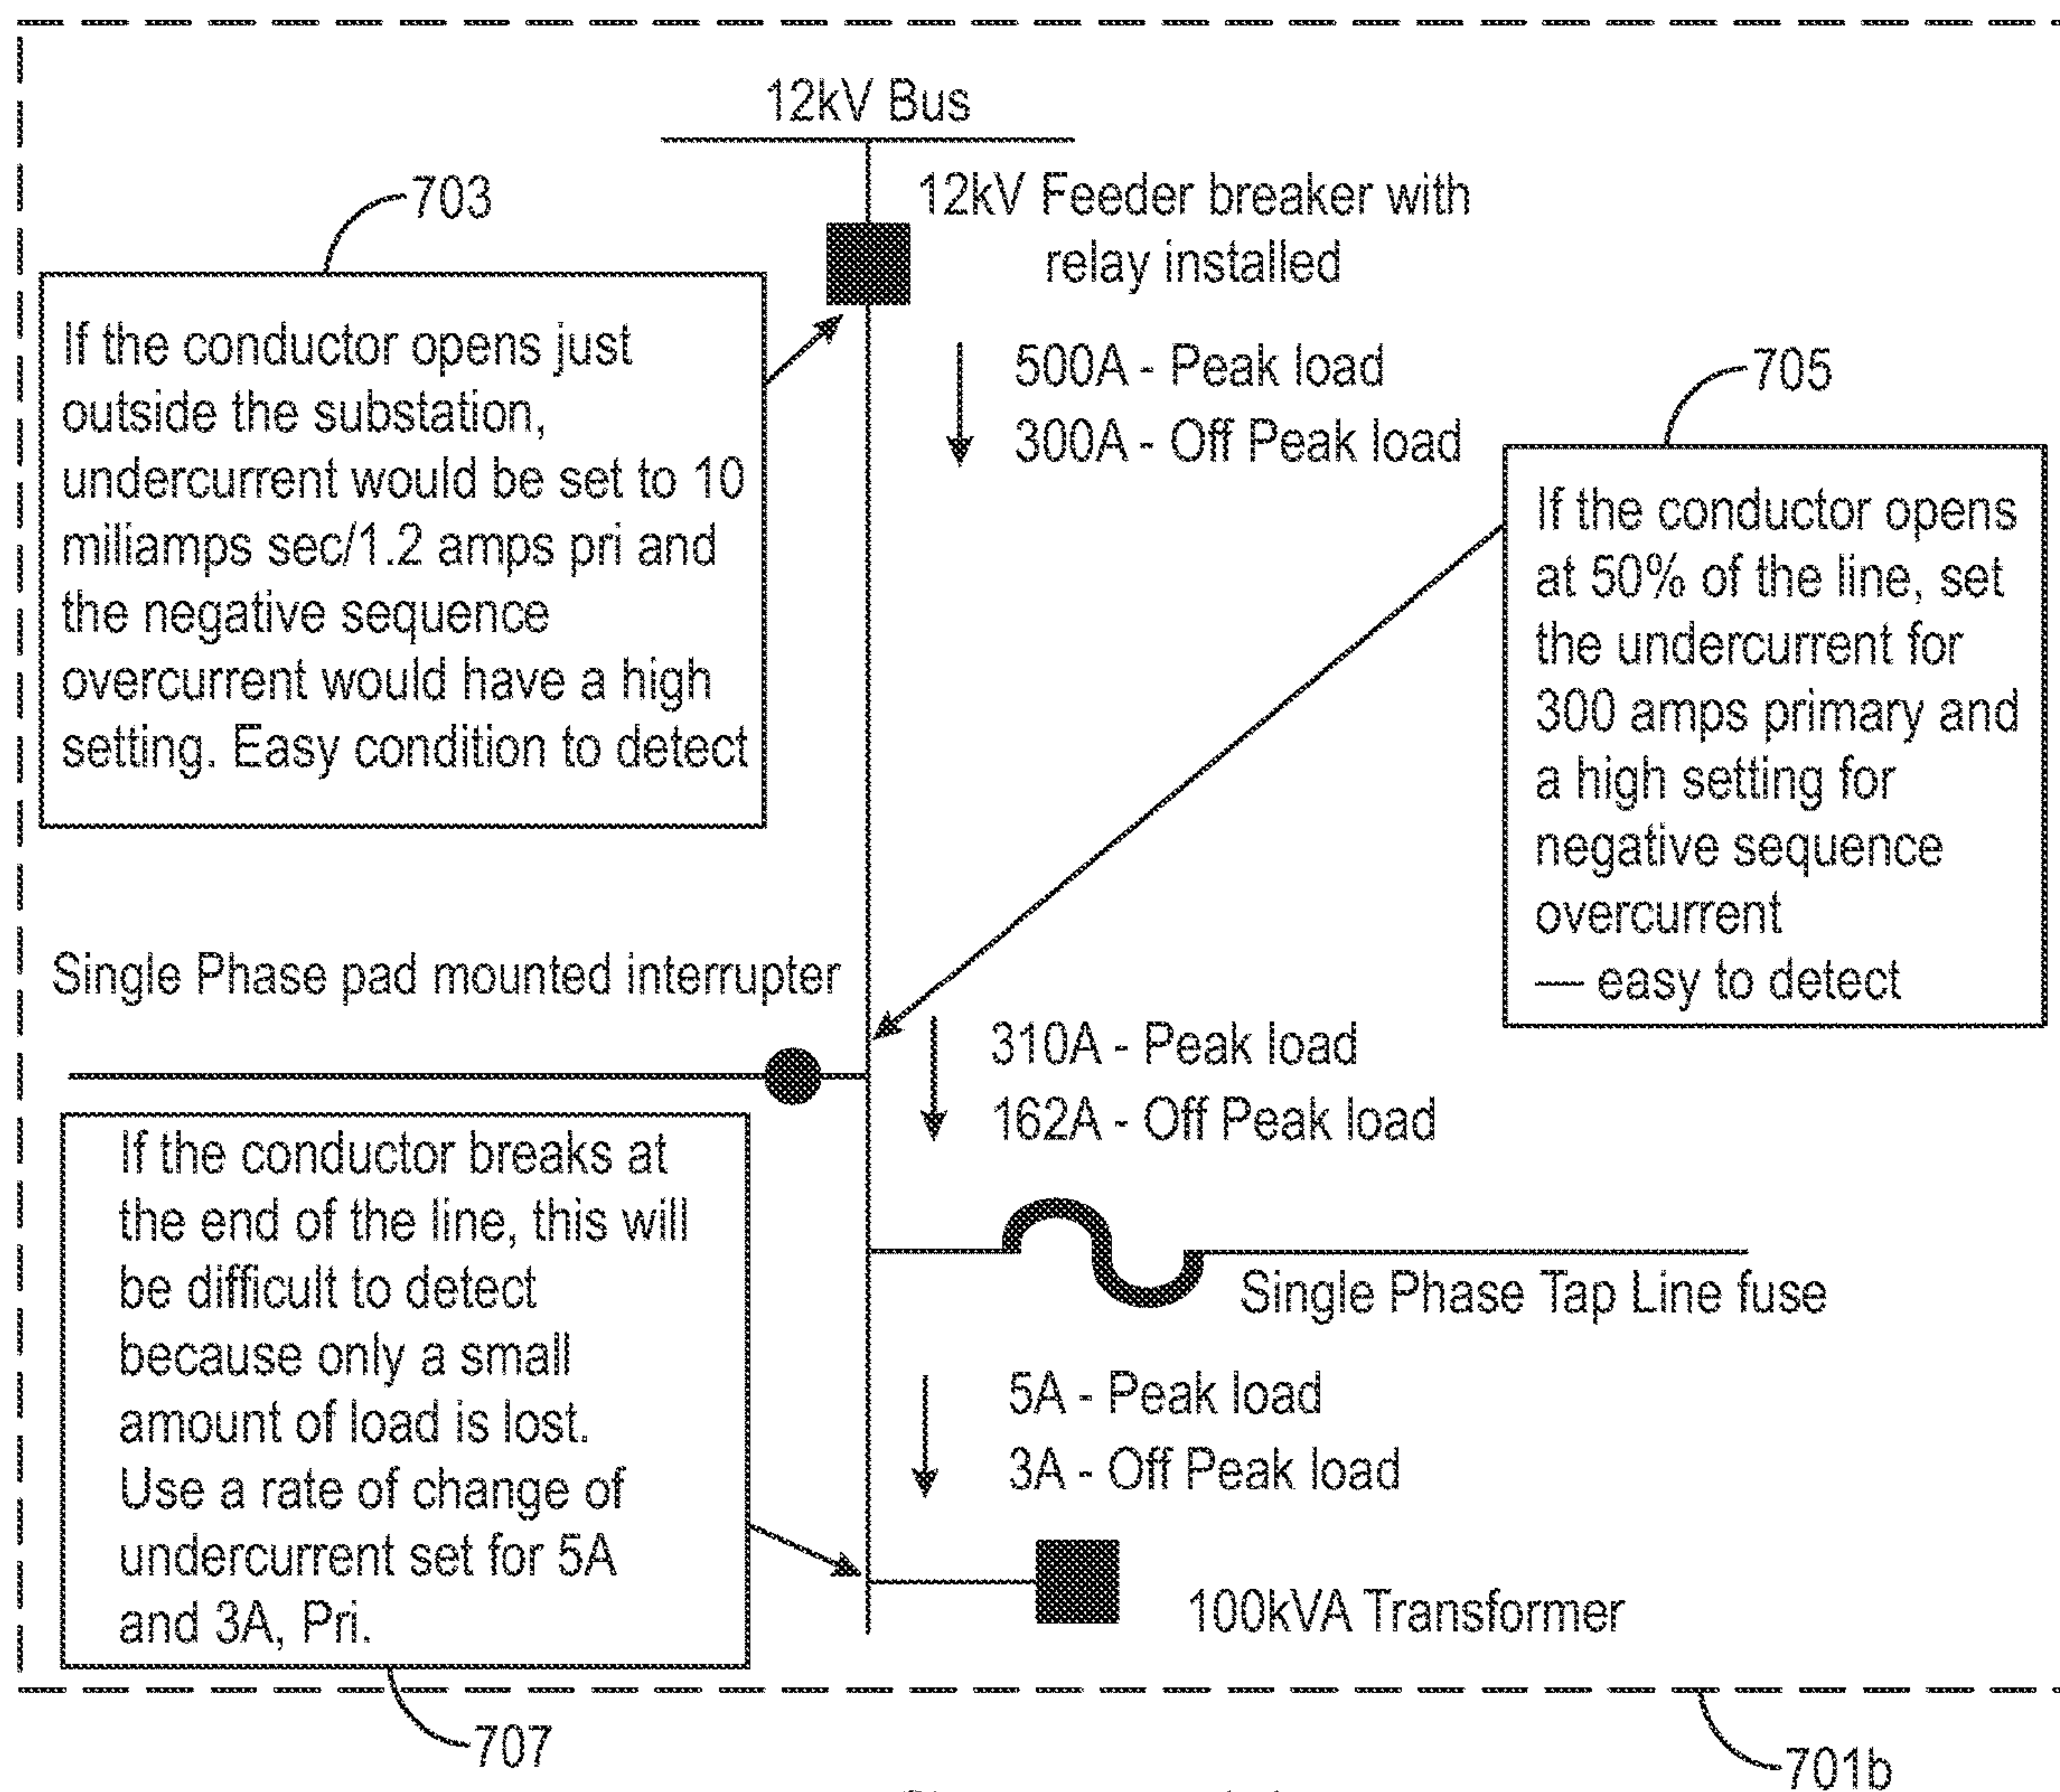 12kV Bus
703
12kV Feeder breaker with
relay installed
If the conductor opens just
outside the substation,
undercurrent would be set to 10
miliamps sec/1.2 amps pri and
the negative sequence
overcurrent would have a high
setting. Easy condition to detect
500A - Peak load
300A - Off Peak load
705
If the conductor opens
at 50% of the line, set
the undercurrent for
300 amps primary and
a high setting for
negative sequence
overcurrent
— easy to detect
Single Phase pad mounted interrupter
310A - Peak load
162A - Off Peak load
If the conductor breaks at
the end of the line, this will
be difficult to detect
because only a small
amount of load is lost.
Use a rate of change of
undercurrent set for 5A
and 3A, Pri.
Single Phase Tap Line fuse
5A - Peak load
3A - Off Peak load
100kVA Transformer
707
701b